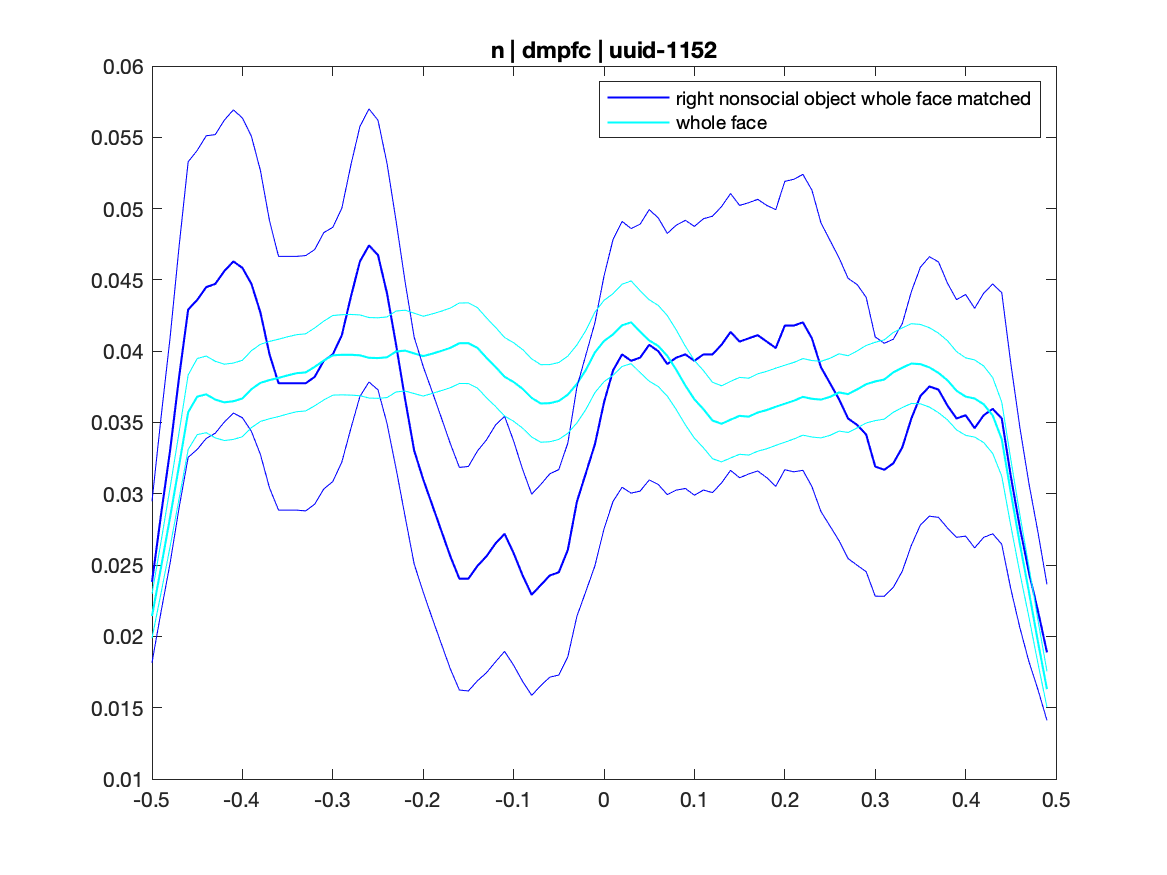 n | dmpfc | uuid-1152
right nonsocial object whole face matched
whole face
0.06
0.055
0.05
0.045
0.04
0.035
0.03
0.025
0.02
0.015
0.01
-0.5 -0.4 -0.3 -0.2 -0.1 0 0.1 0.2 0.3 0.4 0.5